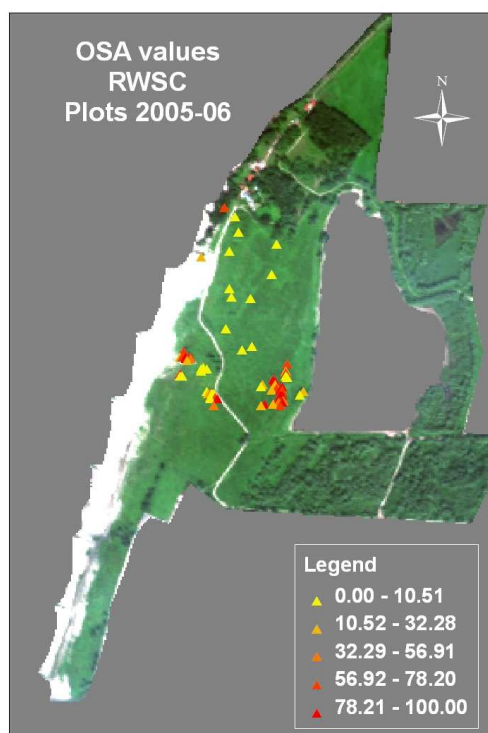 OSA values
RWSC
Plots 2005-06
N
Legend
0.00 - 10.51
10.52 - 32.28
32.29 - 56.91
56.92 - 78.20
78.21 - 100.00